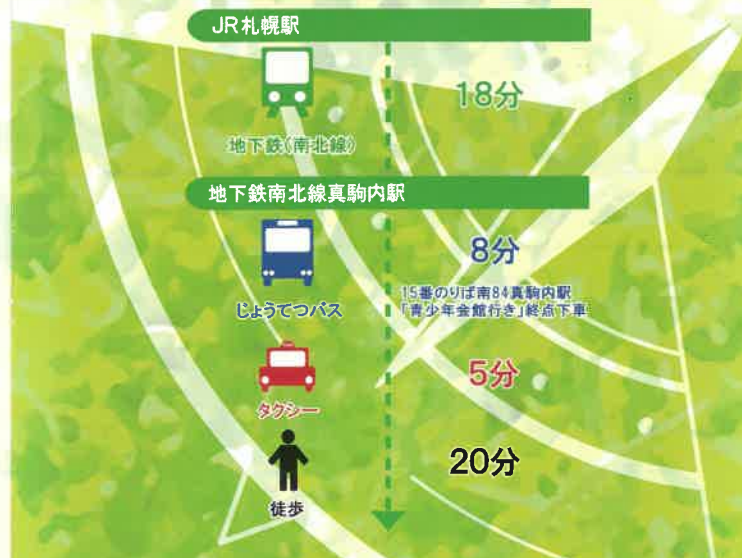 JR札幌駅
18分
地下鉄(南北線)
地下鉄南北線真駒内駅
8分
じょうてつバス
15番のりば南84真駒内駅
「青少年会館行き」終点下車
5分
タクシー
20分
徒歩